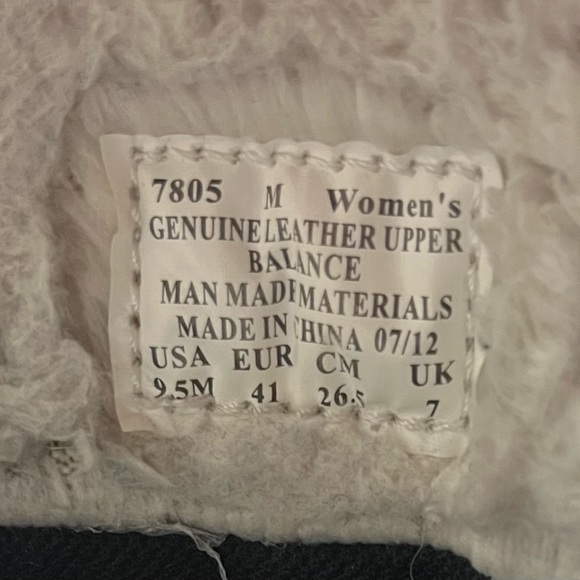 7805 M Women's
GENUINE LEATHER UPPER
BALANCE
MAN MADE MATERIALS
MADE IN CHINA 07/12
USA EUR CM UK
9.5M 41 26.5 7